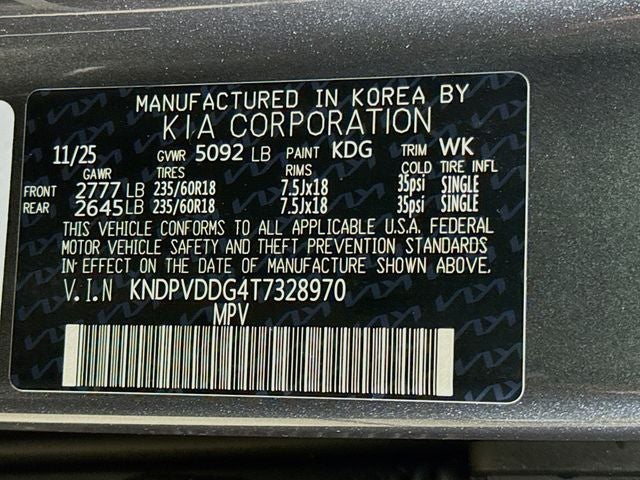 MANUFACTURED IN KOREA BY
KIA CORPORATION
11/25 GVWR 5092 LB PAINT KDG TRIM WK
GAWR TIRES RIMS COLD TIRE INFL
FRONT 2777 LB 235/60R18 7.5Jx18 35psi SINGLE
REAR 2645 LB 235/60R18 7.5Jx18 35psi SINGLE
THIS VEHICLE CONFORMS TO ALL APPLICABLE U.S.A. FEDERAL
MOTOR VEHICLE SAFETY AND THEFT PREVENTION STANDARDS
IN EFFECT ON THE DATE OF MANUFACTURE SHOWN ABOVE.
V.I.N KNDPVDDG4T7328970
MPV